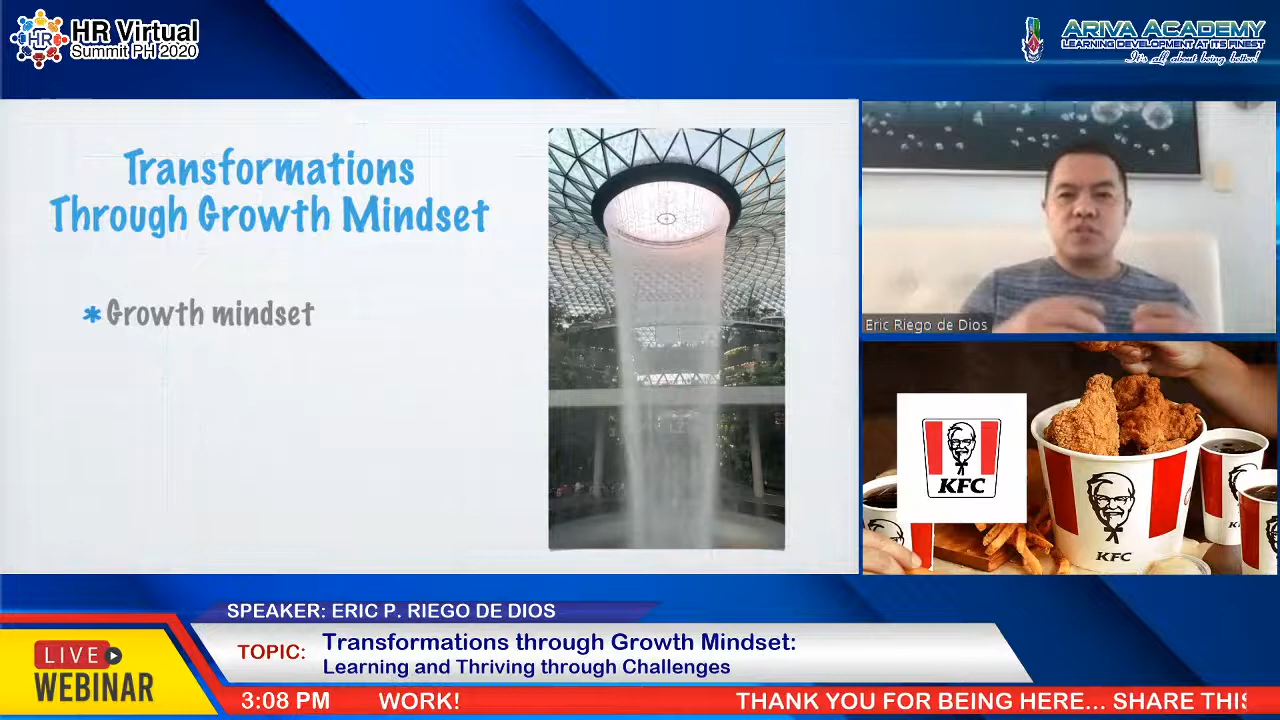 HR Virtual
Summit PH 2020
HR
ARIVA ACADEMY
LEARNING DEVELOPMENT AT ITS FINEST
It's all about being better!
Transformations
Through Growth Mindset
* Growth mindset
Eric Riego de Dios
KFC
KFC
SPEAKER: ERIC P. RIEGO DE DIOS
TOPIC: Transformations through Growth Mindset:
Learning and Thriving through Challenges
LIVE
WEBINAR
3:08 PM WORK! THANK YOU FOR BEING HERE... SHARE THIS